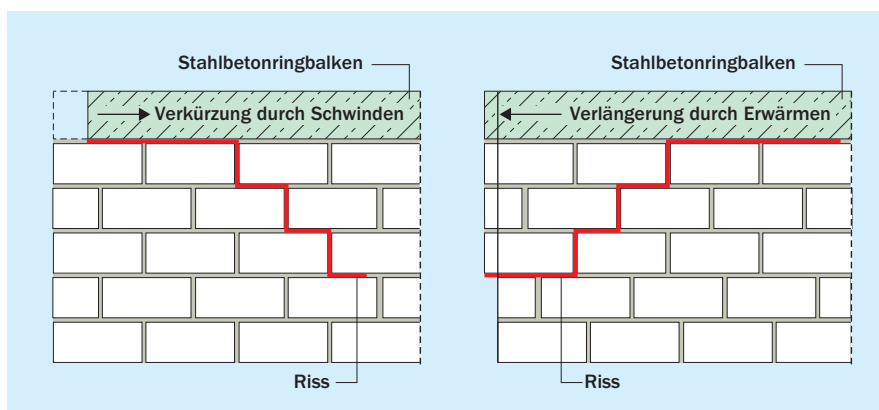 Stahlbetonringbalken
Verkürzung durch Schwinden
Riss
Stahlbetonringbalken
Verlängerung durch Erwärmen
Riss